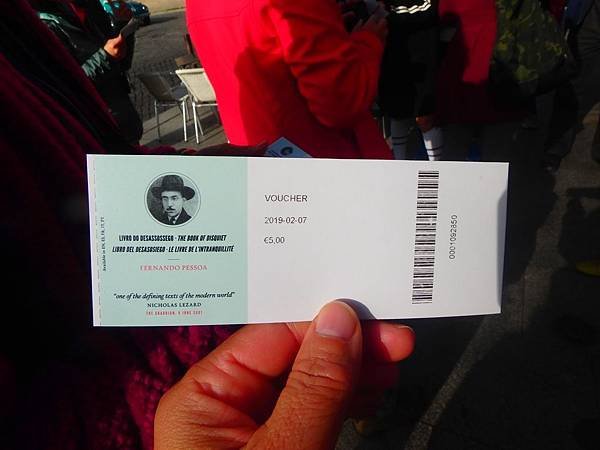 Available in EN, ES, FR, IT, PT
LIVRO DO DESASSOSSEGO · THE BOOK OF DISQUIET
LIBRO DEL DESASOSIEGO · LE LIVRE DE L'INTRANQUILLITÉ
FERNANDO PESSOA
"one of the defining texts of the modern world"
NICHOLAS LEZARD
THE GUARDIAN, 9 JUNE 2001
VOUCHER
2019-02-07
€5,00
0001092850